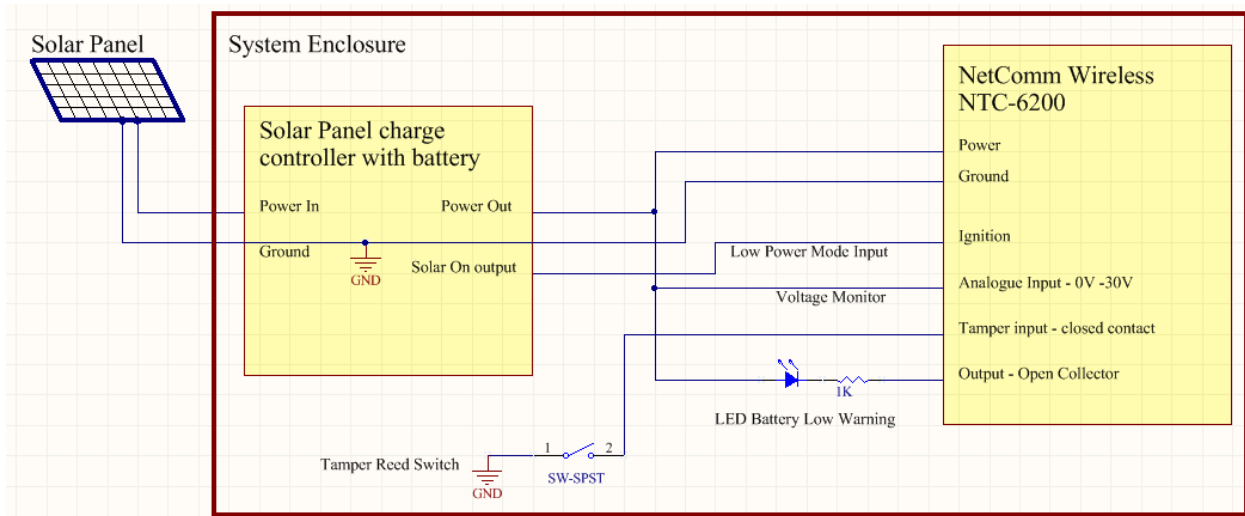 Solar Panel
System Enclosure
Solar Panel charge
controller with battery
Power In
Power Out
Ground
Solar On output
GND
NetComm Wireless
NTC-6200
Power
Ground
Ignition
Low Power Mode Input
Analogue Input - 0V -30V
Voltage Monitor
Tamper input - closed contact
Output - Open Collector
1K
LED Battery Low Warning
1
2
Tamper Reed Switch
SW-SPST
GND